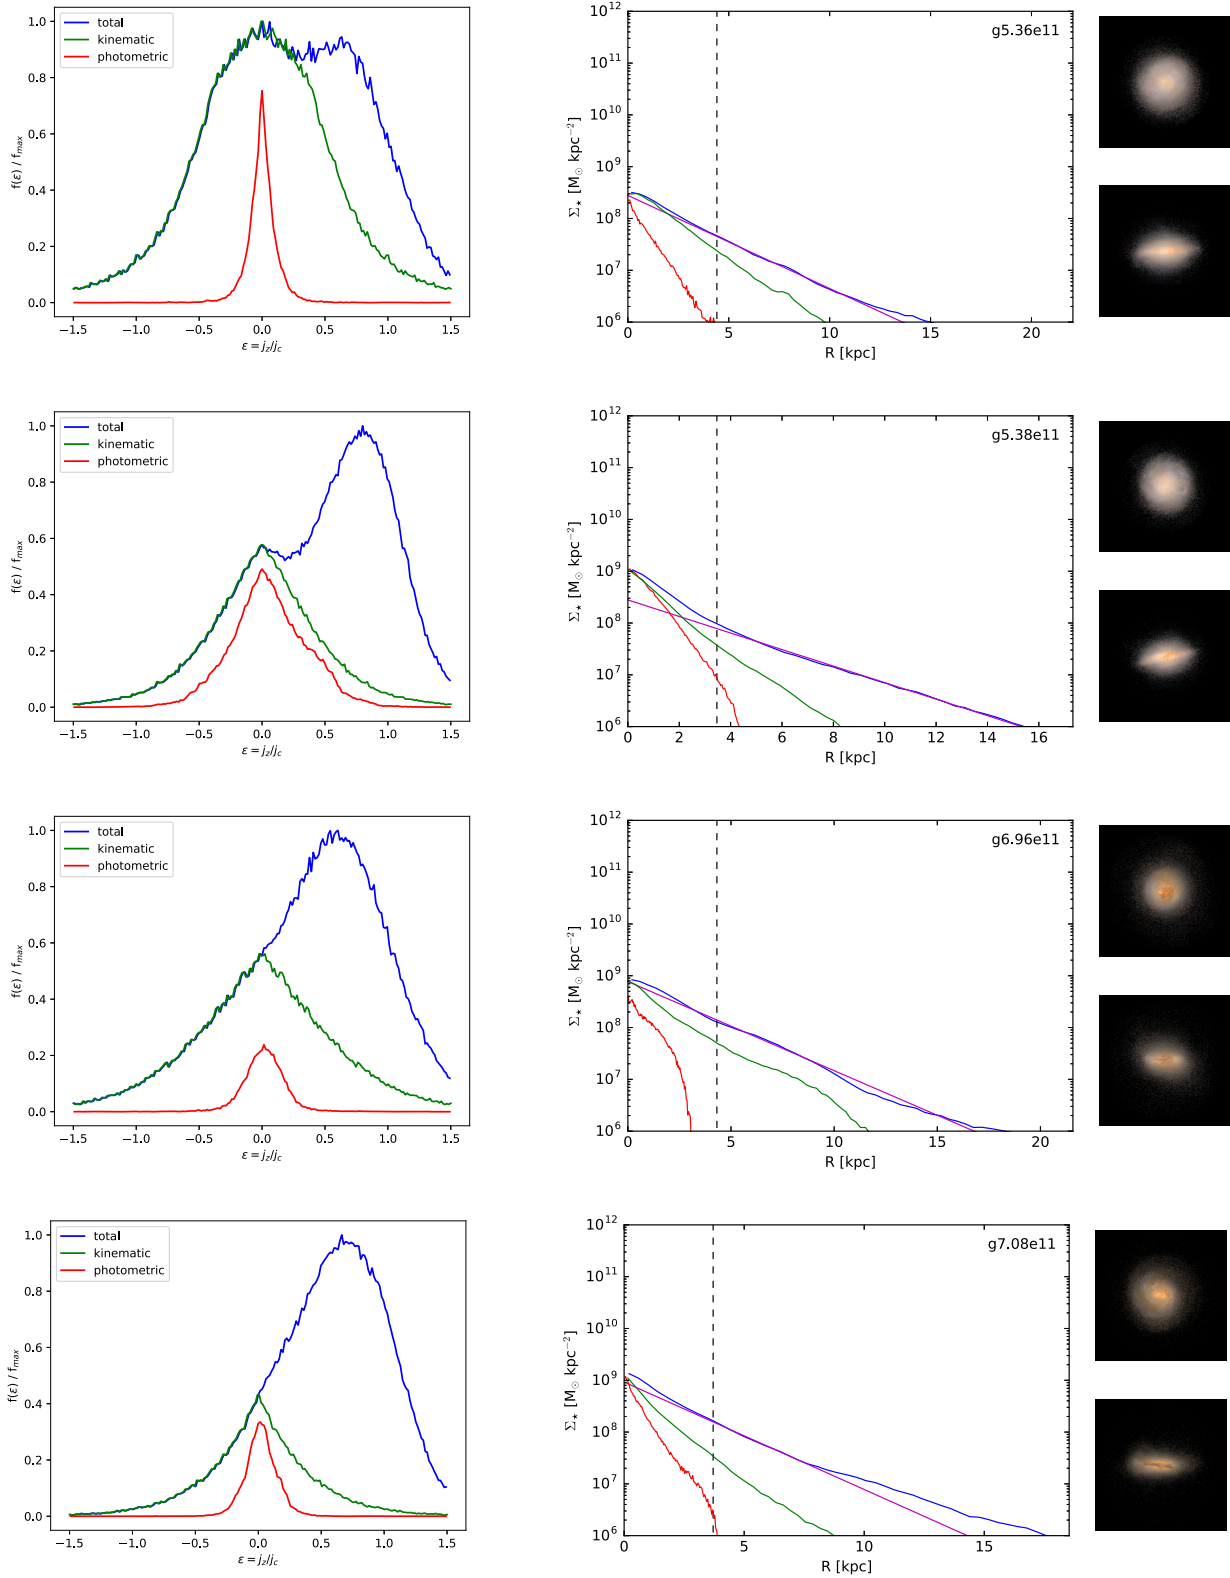 total
kinematic
photometric
1.0
0.8
0.6
0.4
0.2
0.0
f(ε) / f_max
−1.5 −1.0 −0.5 0.0 0.5 1.0 1.5
ε = j_z/j_c
g5.36e11
10^12
10^11
10^10
10^9
10^8
10^7
10^6
Σ⋆ [M⊙ kpc^−2]
0 5 10 15 20
R [kpc]
total
kinematic
photometric
1.0
0.8
0.6
0.4
0.2
0.0
f(ε) / f_max
−1.5 −1.0 −0.5 0.0 0.5 1.0 1.5
ε = j_z/j_c
g5.38e11
10^12
10^11
10^10
10^9
10^8
10^7
10^6
Σ⋆ [M⊙ kpc^−2]
0 2 4 6 8 10 12 14 16
R [kpc]
total
kinematic
photometric
1.0
0.8
0.6
0.4
0.2
0.0
f(ε) / f_max
−1.5 −1.0 −0.5 0.0 0.5 1.0 1.5
ε = j_z/j_c
g6.96e11
10^12
10^11
10^10
10^9
10^8
10^7
10^6
Σ⋆ [M⊙ kpc^−2]
0 5 10 15 20
R [kpc]
total
kinematic
photometric
1.0
0.8
0.6
0.4
0.2
0.0
f(ε) / f_max
−1.5 −1.0 −0.5 0.0 0.5 1.0 1.5
ε = j_z/j_c
g7.08e11
10^12
10^11
10^10
10^9
10^8
10^7
10^6
Σ⋆ [M⊙ kpc^−2]
0 5 10 15
R [kpc]